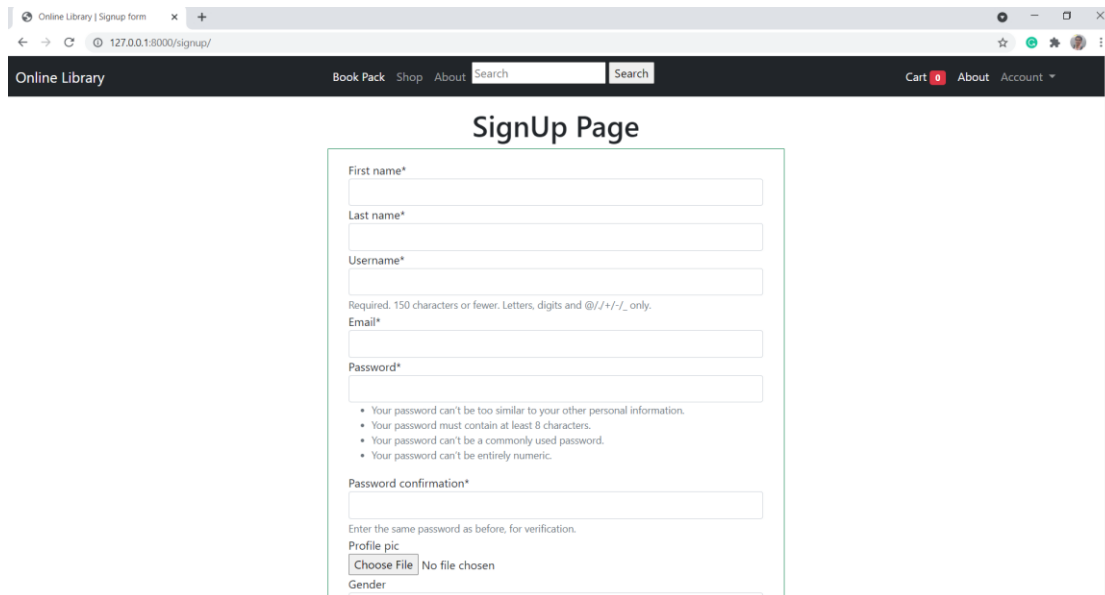 Online Library | Signup form
127.0.0.1:8000/signup/
Online Library Book Pack Shop About Search Search Cart 0 About Account
SignUp Page
First name*
Last name*
Username*
Required. 150 characters or fewer. Letters, digits and @/./+/-/_ only.
Email*
Password*
• Your password can't be too similar to your other personal information.
• Your password must contain at least 8 characters.
• Your password can't be a commonly used password.
• Your password can't be entirely numeric.
Password confirmation*
Enter the same password as before, for verification.
Profile pic
Choose File No file chosen
Gender